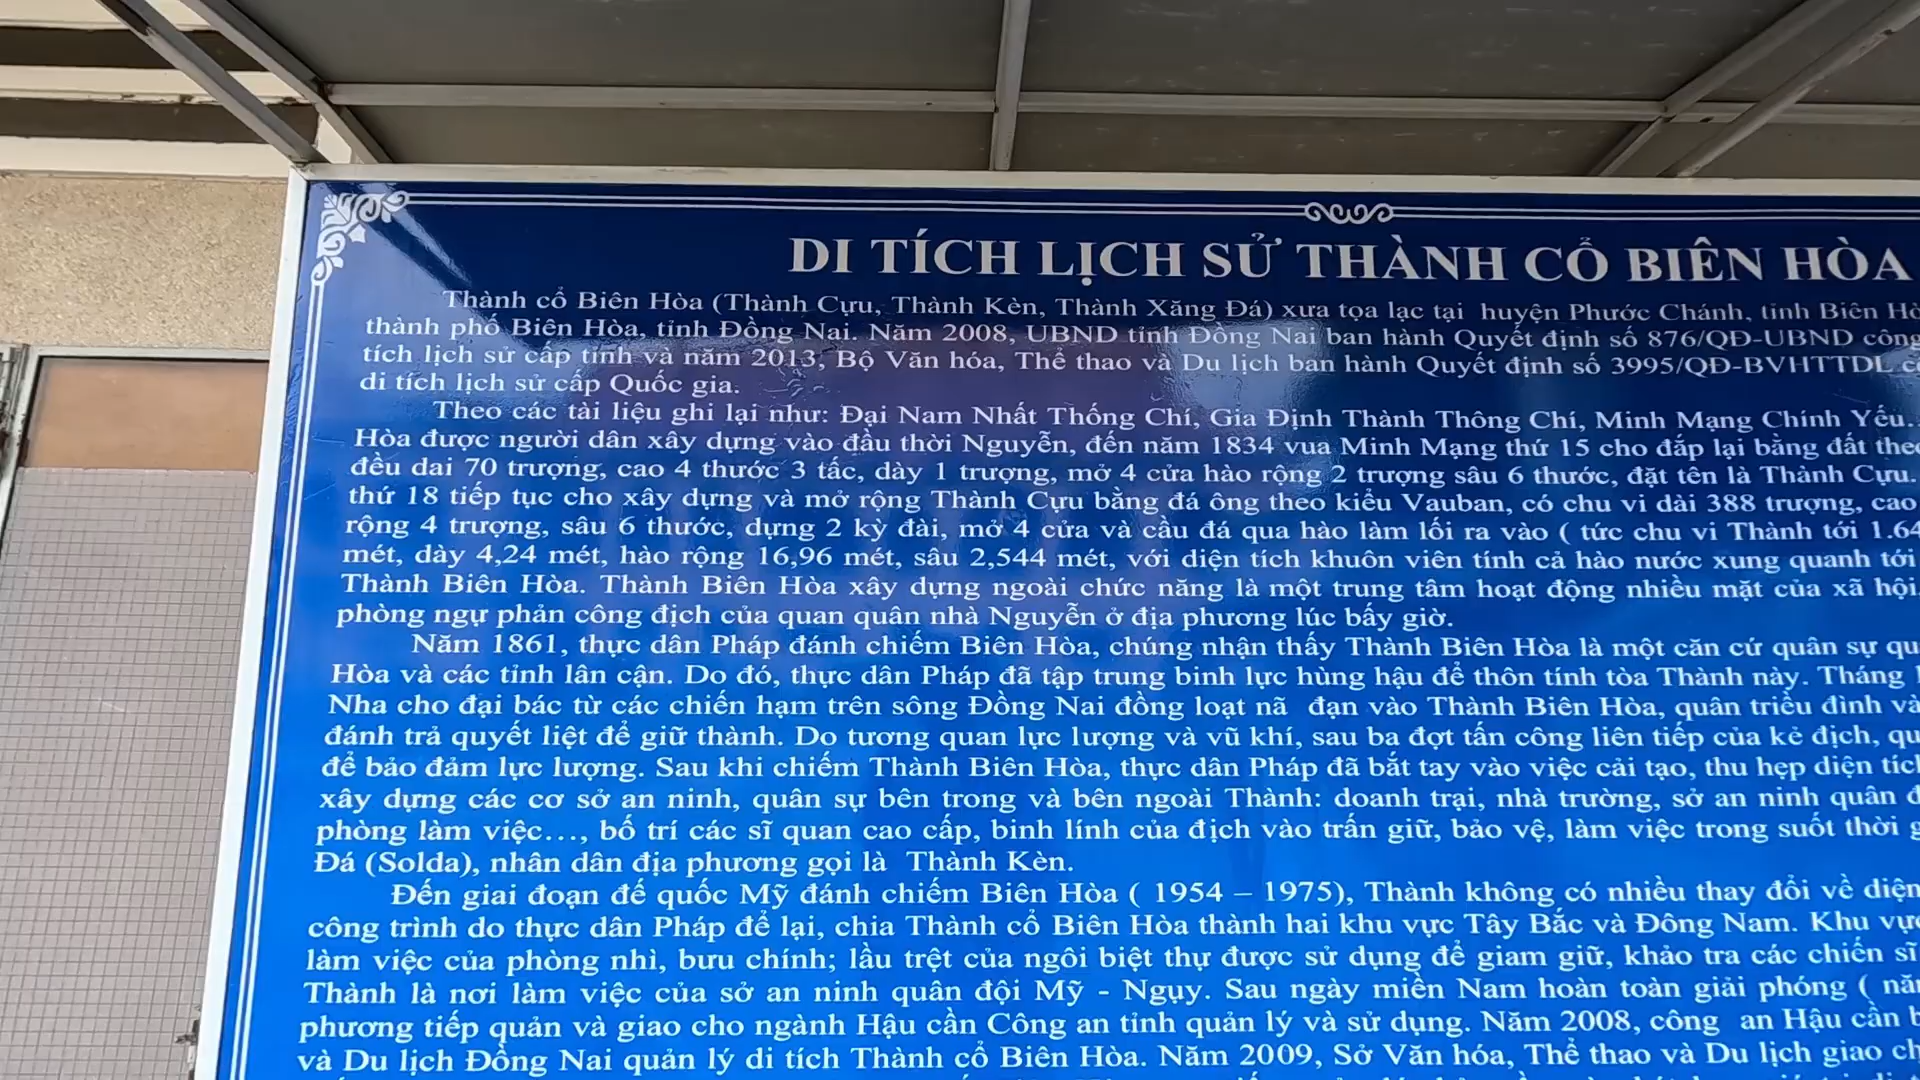 DI TÍCH LỊCH SỬ THÀNH CỔ BIÊN HÒA
Thành cổ Biên Hòa (Thành Cựu, Thành Kèn, Thành Xăng Đá) xưa tọa lạc tại huyện Phước Chánh, tỉnh Biên
thành phố Biên Hòa, tỉnh Đồng Nai. Năm 2008, UBND tỉnh Đồng Nai ban hành Quyết định số 876/QĐ-UBND công
tích lịch sử cấp tỉnh và năm 2013, Bộ Văn hóa, Thể thao và Du lịch ban hành Quyết định số 3995/QĐ-BVHTTDL
di tích lịch sử cấp Quốc gia.
Theo các tài liệu ghi lại như: Đại Nam Nhất Thống Chí, Gia Định Thành Thông Chí, Minh Mạng Chính Yếu..
Hòa được người dân xây dựng vào đầu thời Nguyễn, đến năm 1834 vua Minh Mạng thứ 15 cho đắp lại bằng đất
đều dai 70 trượng, cao 4 thước 3 tấc, dày 1 trượng, mở 4 cửa hào rộng 2 trượng sâu 6 thước, đặt tên là Thành Cựu.
thứ 18 tiếp tục cho xây dựng và mở rộng Thành Cựu bằng đá ông theo kiểu Vauban, có chu vi dài 388 trượng, cao
rộng 4 trượng, sâu 6 thước, dựng 2 kỳ đài, mở 4 cửa và cầu đá qua hào làm lối ra vào ( tức chu vi Thành tới
mét, dày 4,24 mét, hào rộng 16,96 mét, sâu 2,544 mét, với diện tích khuôn viên tính cả hào nước xung quanh tới
Thành Biên Hòa. Thành Biên Hòa xây dựng ngoài chức năng là một trung tâm hoạt động nhiều mặt của xã hội
phòng ngự phản công địch của quan quân nhà Nguyễn ở địa phương lúc bấy giờ.
Năm 1861, thực dân Pháp đánh chiếm Biên Hòa, chúng nhận thấy Thành Biên Hòa là một căn cứ quân sự
Hòa và các tỉnh lân cận. Do đó, thực dân Pháp đã tập trung binh lực hùng hậu để thôn tính tòa Thành này. Tháng
Nha cho đại bác từ các chiến hạm trên sông Đồng Nai đồng loạt nã đạn vào Thành Biên Hòa, quân triều đình
đánh trả quyết liệt để giữ thành. Do tương quan lực lượng và vũ khí, sau ba đợt tấn công liên tiếp của kẻ địch,
để bảo đảm lực lượng. Sau khi chiếm Thành Biên Hòa, thực dân Pháp đã bắt tay vào việc cải tạo, thu hẹp diện
xây dựng các cơ sở an ninh, quân sự bên trong và bên ngoài Thành: doanh trại, nhà trường, sở an ninh quân
phòng làm việc..., bố trí các sĩ quan cao cấp, binh lính của địch vào trấn giữ, bảo vệ, làm việc trong suốt thời
Đá (Solda), nhân dân địa phương gọi là Thành Kèn.
Đến giai đoạn đế quốc Mỹ đánh chiếm Biên Hòa ( 1954 – 1975), Thành không có nhiều thay đổi về diện
công trình do thực dân Pháp để lại, chia Thành cổ Biên Hòa thành hai khu vực Tây Bắc và Đông Nam. Khu
làm việc của phòng nhì, bưu chính; lầu trệt của ngôi biệt thự được sử dụng để giam giữ, khảo tra các chiến sĩ
Thành là nơi làm việc của sở an ninh quân đội Mỹ - Ngụy. Sau ngày miền Nam hoàn toàn giải phóng (
phương tiếp quản và giao cho ngành Hậu cần Công an tỉnh quản lý và sử dụng. Năm 2008, công an Hậu cần
và Du lịch Đồng Nai quản lý di tích Thành cổ Biên Hòa. Năm 2009, Sở Văn hóa, Thể thao và Du lịch giao